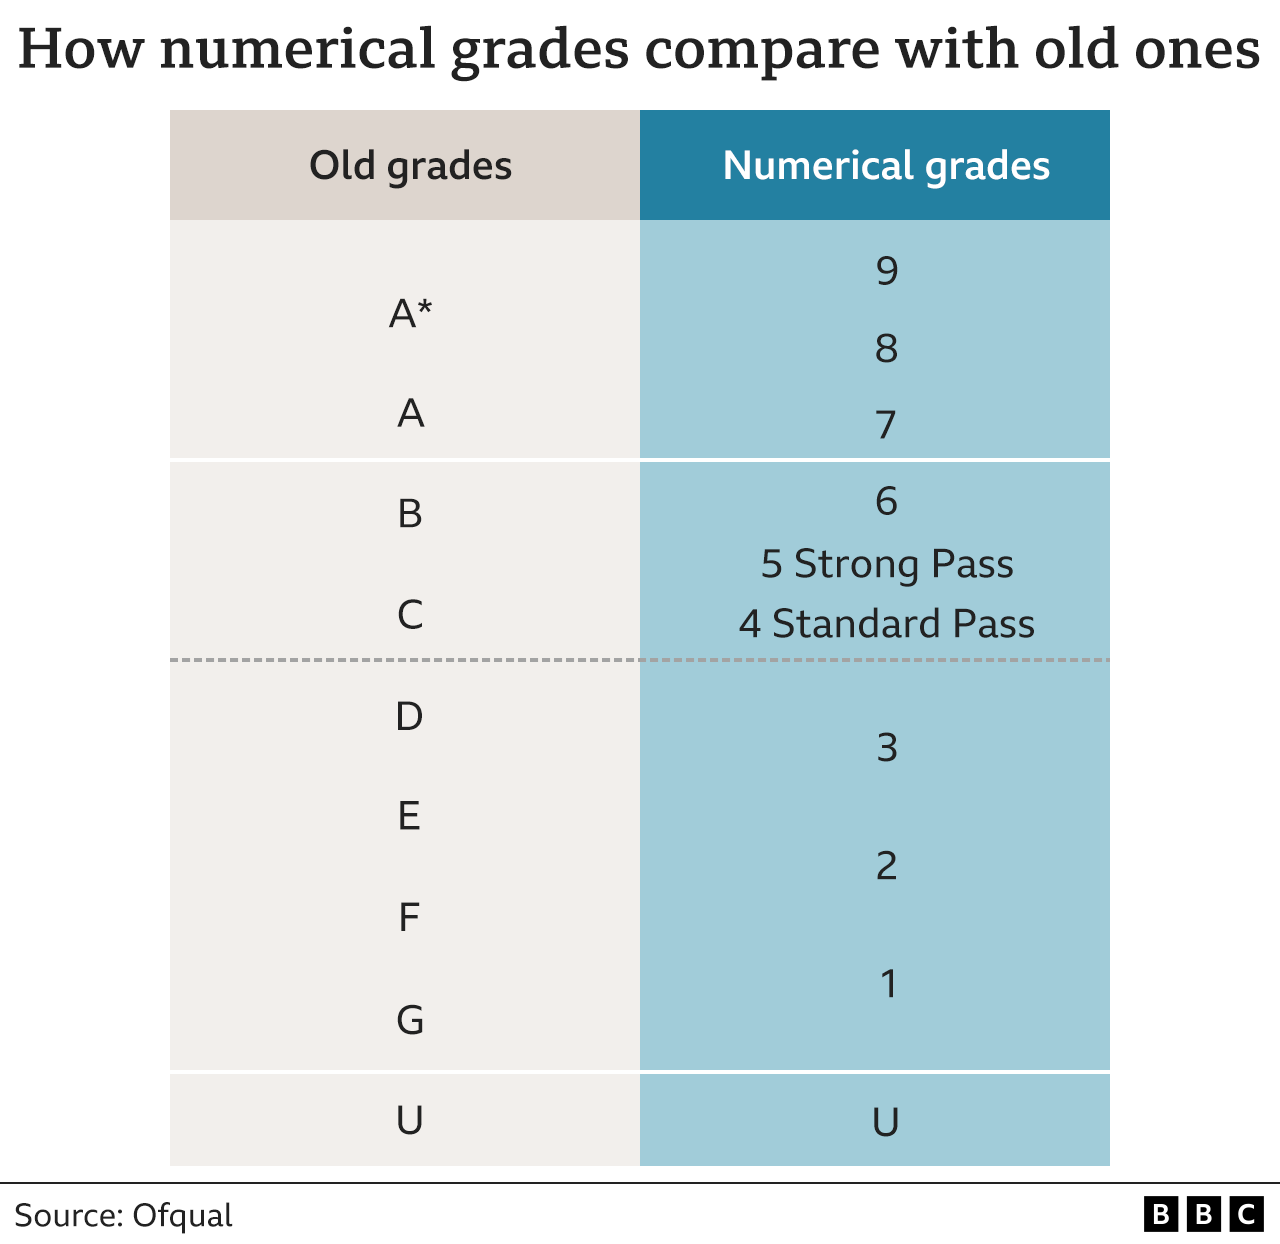 How numerical grades compare with old ones
Old grades
Numerical grades
A*
A
9
8
7
B
C
6
5 Strong Pass
4 Standard Pass
D
E
F
G
3
2
1
U
U
Source: Ofqual
BBC